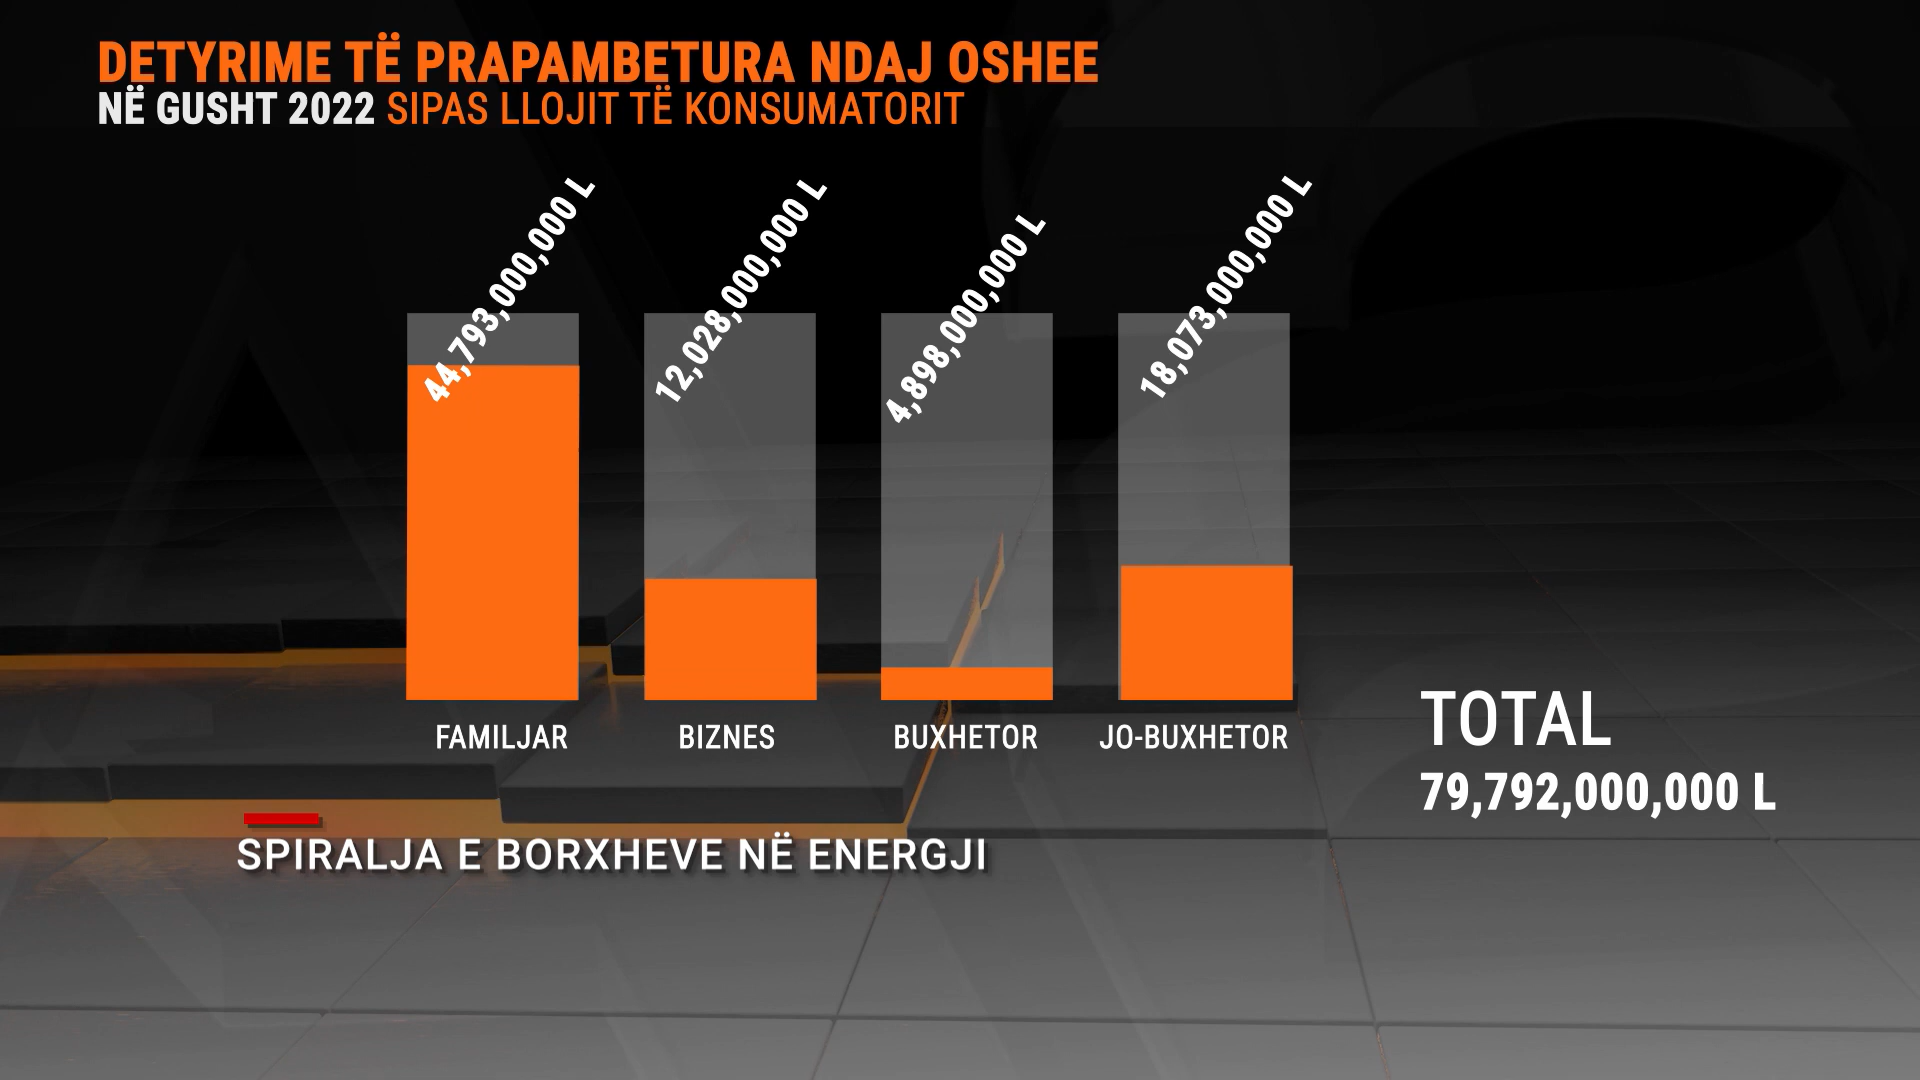 DETYRIME TË PRAPAMBETURA NDAJ OSHEE
NË GUSHT 2022 SIPAS LLOJIT TË KONSUMATORIT
44,793,000,000 L
12,028,000,000 L
4,898,000,000 L
18,073,000,000 L
FAMILJAR
BIZNES
BUXHETOR
JO-BUXHETOR
TOTAL
79,792,000,000 L
SPIRALJA E BORXHEVE NË ENERGJI